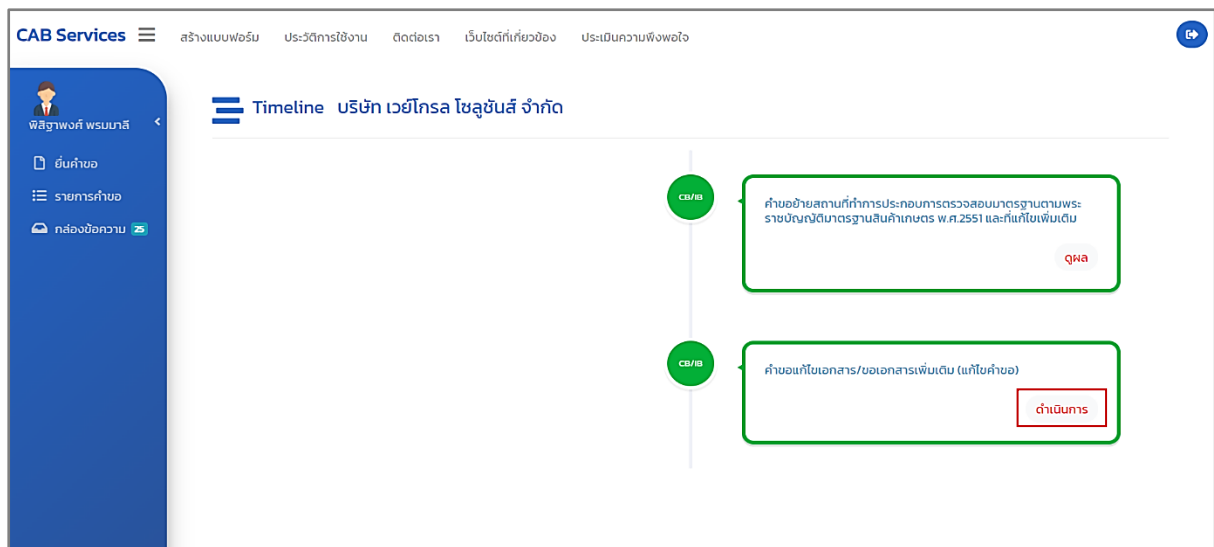 CAB Services
สร้างแบบฟอร์ม ประวัติการใช้งาน ติดต่อเรา เว็บไซต์ที่เกี่ยวข้อง ประเมินความพึงพอใจ
พิสิฐาพงศ์ พรมมาลี
ยื่นคำขอ
รายการคำขอ
กล่องข้อความ 25
Timeline บริษัท เวย์โกรล โซลูชันส์ จำกัด
CB/IB
คำขอย้ายสถานที่ทำการประกอบการตรวจสอบมาตรฐานตามพระ
ราชบัญญัติมาตรฐานสินค้าเกษตร พ.ศ.2551 และที่แก้ไขเพิ่มเติม
ดูผล
CB/IB
คำขอแก้ไขเอกสาร/ขอเอกสารเพิ่มเติม (แก้ไขคำขอ)
ดำเนินการ